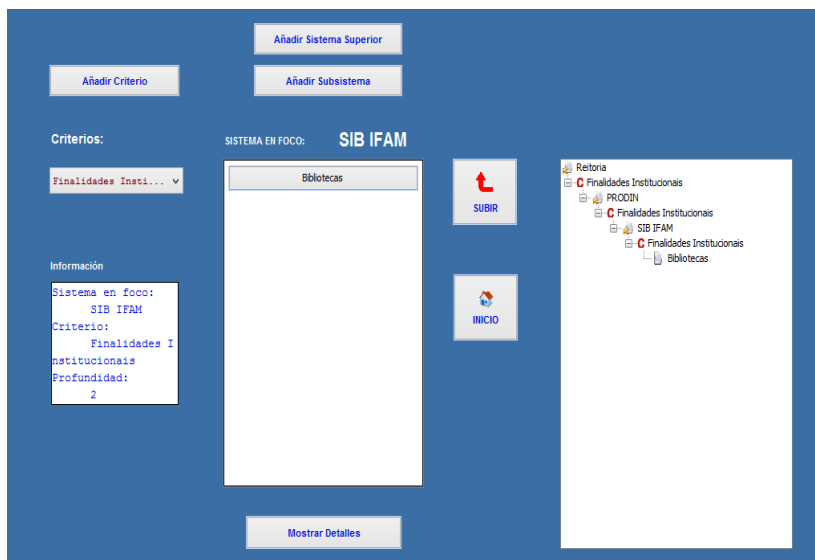 Añadir Sistema Superior
Añadir Criterio
Añadir Subsistema
Criterios:
SISTEMA EN FOCO:
SIB IFAM
Finalidades Insti...
Bibliotecas
SUBIR
INICIO
Información
Sistema en foco:
SIB IFAM
Criterio:
Finalidades I
nstitucionais
Profundidad:
2
Mostrar Detalles
Reitoria
C Finalidades Institucionais
PRODIN
C Finalidades Institucionais
SIB IFAM
C Finalidades Institucionais
Bibliotecas